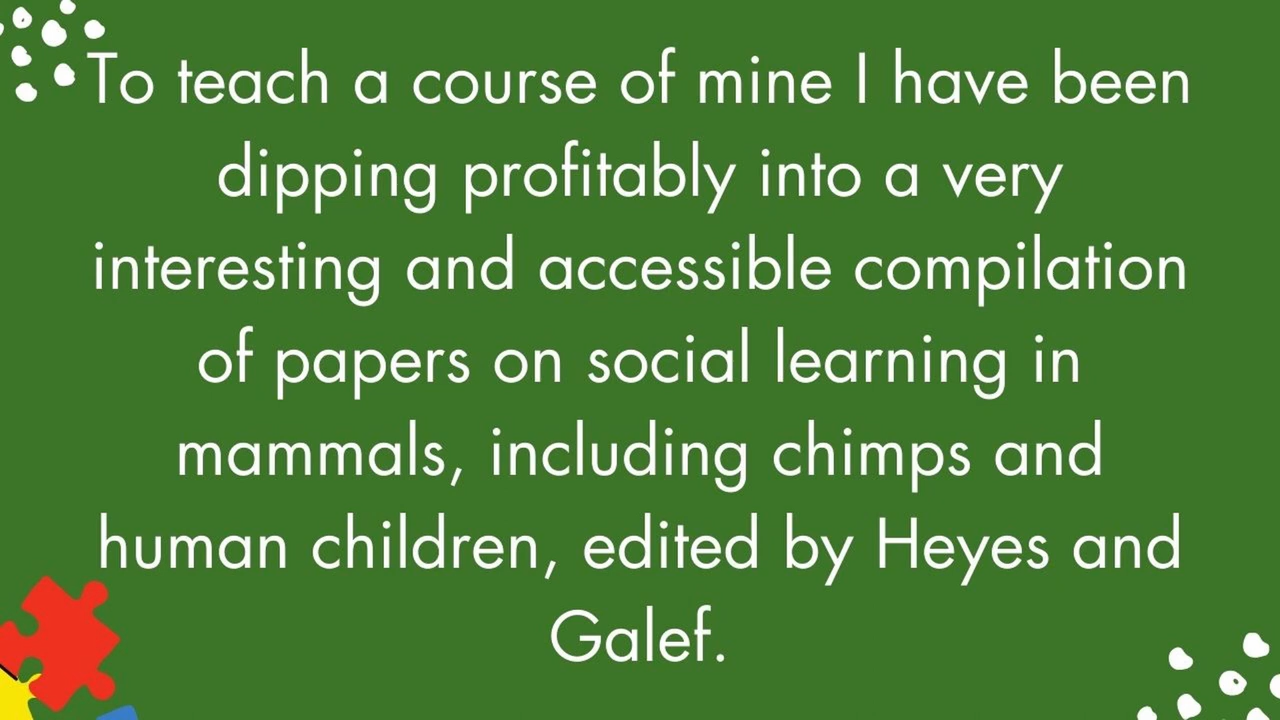 To teach a course of mine I have been
dipping profitably into a very
interesting and accessible compilation
of papers on social learning in
mammals, including chimps and
human children, edited by Heyes and
Galef.